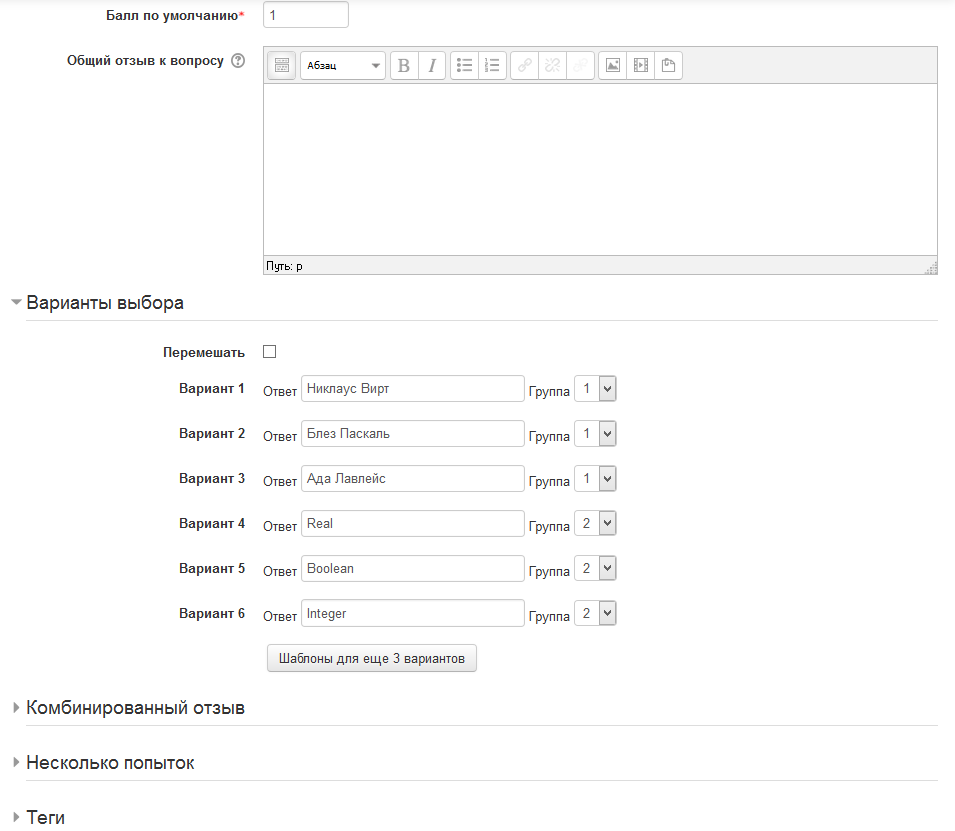 Балл по умолчанию* 1
Общий отзыв к вопросу
Абзац B I
Путь: p
Варианты выбора
Перемешать
Вариант 1 Ответ Никлаус Вирт Группа 1
Вариант 2 Ответ Блез Паскаль Группа 1
Вариант 3 Ответ Ада Лавлейс Группа 1
Вариант 4 Ответ Real Группа 2
Вариант 5 Ответ Boolean Группа 2
Вариант 6 Ответ Integer Группа 2
Шаблоны для еще 3 вариантов
Комбинированный отзыв
Несколько попыток
Теги